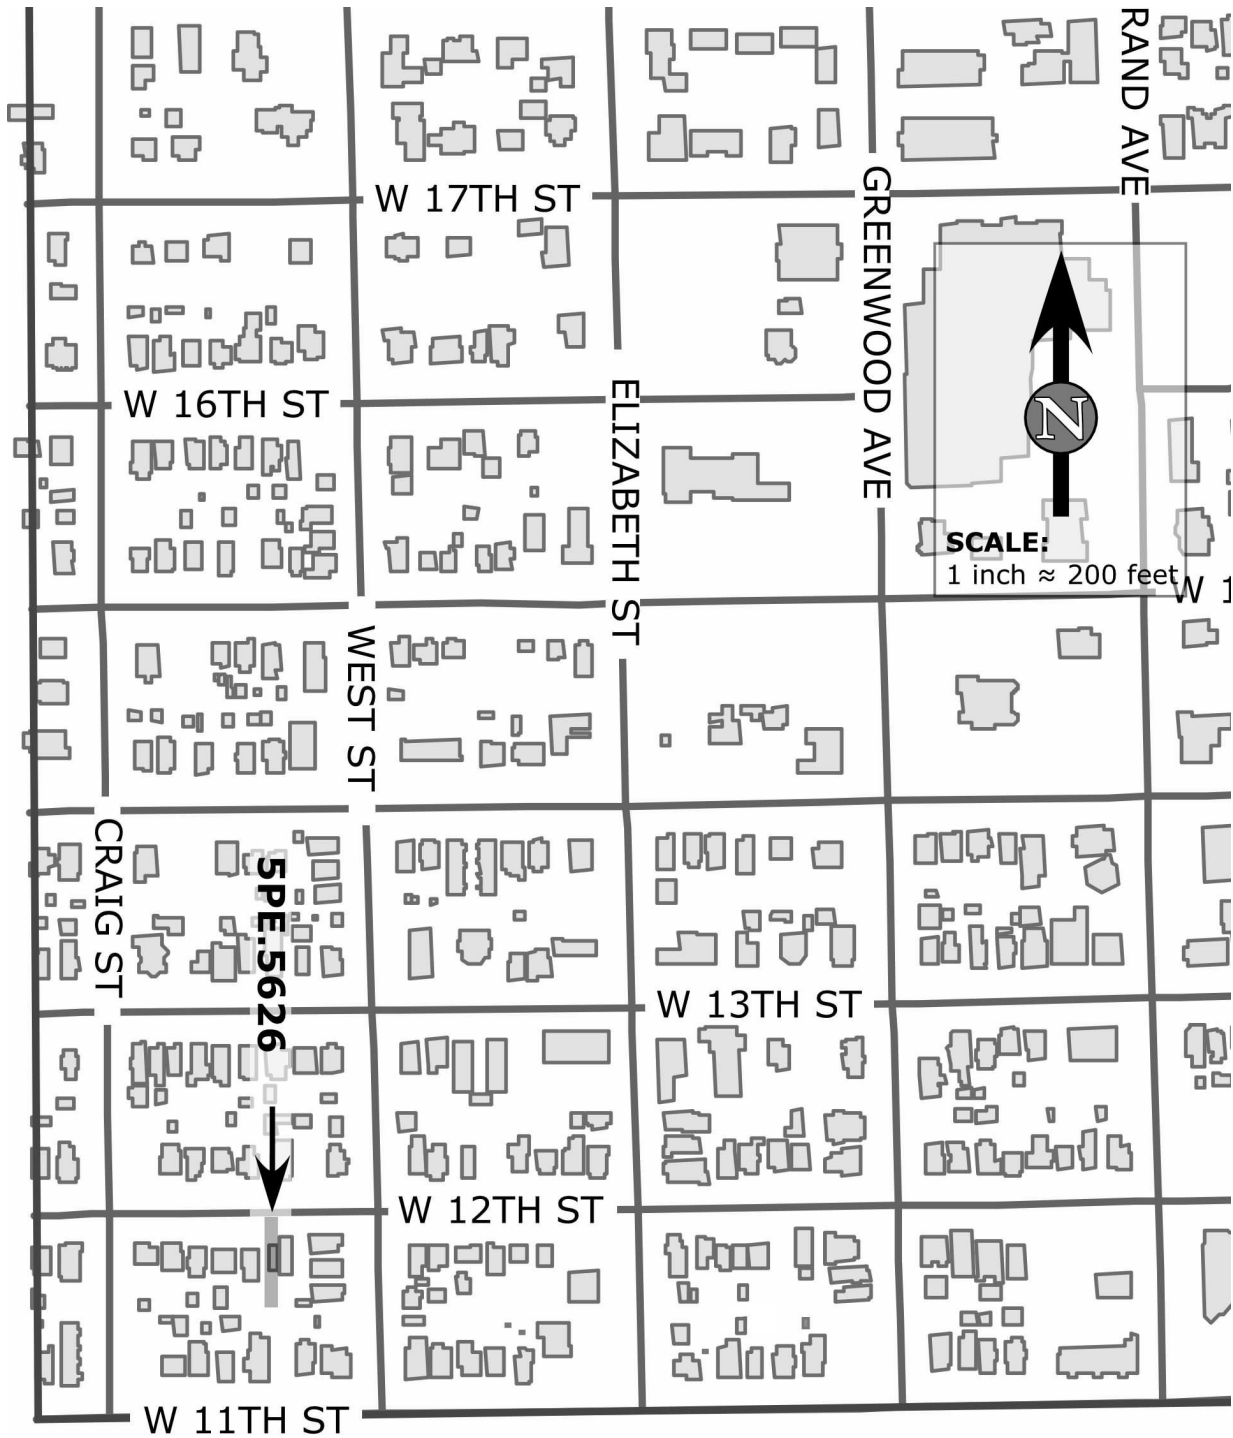 RAND AVE
W 17TH ST
GREENWOOD AVE
W 16TH ST
ELIZABETH ST
N
SCALE:
1 inch ≈ 200 feet
W 1
WEST ST
CRAIG ST
5PE.5626
W 13TH ST
W 12TH ST
W 11TH ST